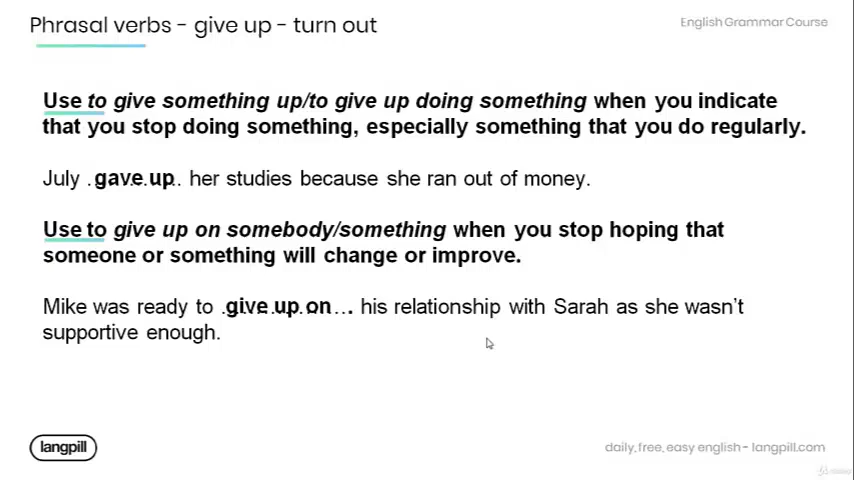 Phrasal verbs - give up - turn out
English Grammar Course
Use to give something up/to give up doing something when you indicate
that you stop doing something, especially something that you do regularly.
July .gave.up.. her studies because she ran out of money.
Use to give up on somebody/something when you stop hoping that
someone or something will change or improve.
Mike was ready to .give.up.on... his relationship with Sarah as she wasn't
supportive enough.
langpill
daily, free, easy english - langpill.com